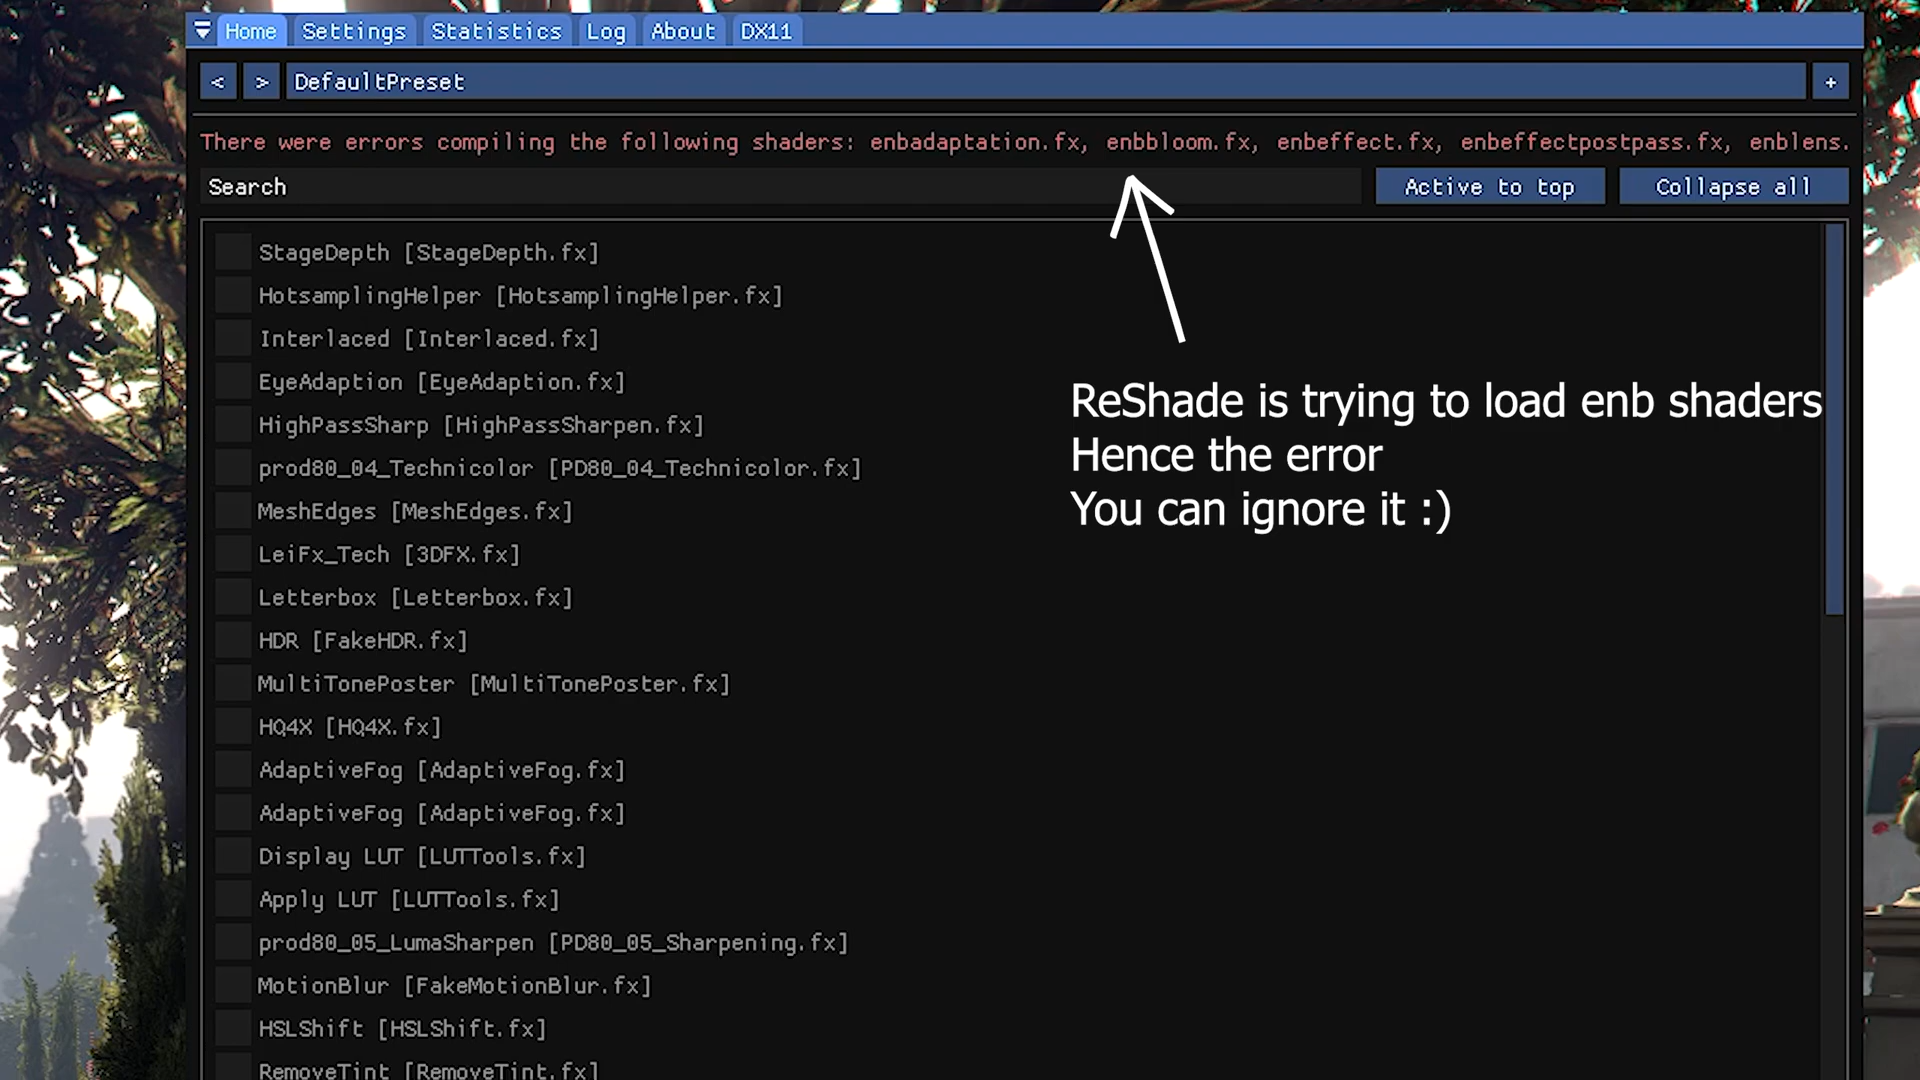 Home Settings Statistics Log About DX11
< > DefaultPreset +
There were errors compiling the following shaders: enbadaptation.fx, enbbloom.fx, enbeffect.fx, enbeffectpostpass.fx, enblens.
Search Active to top Collapse all
StageDepth [StageDepth.fx]
HotsamplingHelper [HotsamplingHelper.fx]
Interlaced [Interlaced.fx]
EyeAdaption [EyeAdaption.fx]
HighPassSharp [HighPassSharpen.fx]
prod80_04_Technicolor [PD80_04_Technicolor.fx]
MeshEdges [MeshEdges.fx]
LeiFx_Tech [3DFX.fx]
Letterbox [Letterbox.fx]
HDR [FakeHDR.fx]
MultiTonePoster [MultiTonePoster.fx]
HQ4X [HQ4X.fx]
AdaptiveFog [AdaptiveFog.fx]
AdaptiveFog [AdaptiveFog.fx]
Display LUT [LUTTools.fx]
Apply LUT [LUTTools.fx]
prod80_05_LumaSharpen [PD80_05_Sharpening.fx]
MotionBlur [FakeMotionBlur.fx]
HSLShift [HSLShift.fx]
RemoveTint [RemoveTint.fx]
ReShade is trying to load enb shaders
Hence the error
You can ignore it :)